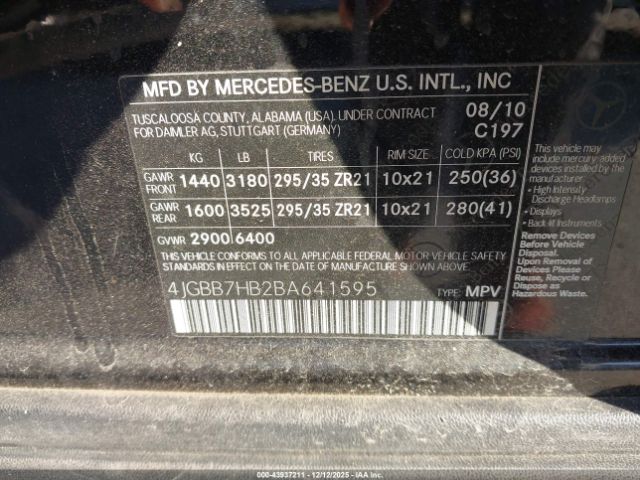 MFD BY MERCEDES-BENZ U.S. INTL., INC
TUSCALOOSA COUNTY, ALABAMA (USA). UNDER CONTRACT
FOR DAIMLER AG, STUTTGART (GERMANY)
08/10
C197
KG LB TIRES RIM SIZE COLD KPA (PSI)
GAWR FRONT 1440 3180 295/35 ZR21 10x21 250(36)
GAWR REAR 1600 3525 295/35 ZR21 10x21 280(41)
GVWR 2900 6400
THIS VEHICLE CONFORMS TO ALL APPLICABLE FEDERAL MOTOR VEHICLE SAFETY
STANDARDS IN EFFECT ON THE DATE OF MANUFACTURE SHOWN ABOVE.
4JGBB7HB2BA641595
TYPE: MPV
This vehicle may
include mercury-added
devices installed by the
manufacturer:
• High Intensity
Discharge Headlamps
• Displays
• Back-lit Instruments
Remove Devices
Before Vehicle
Disposal.
Upon Removal of
Devices Please
Reuse, Recycle
or Dispose as
Hazardous Waste.
Stock #: 43937211 - 12/12/2025 - IAAI Copyright